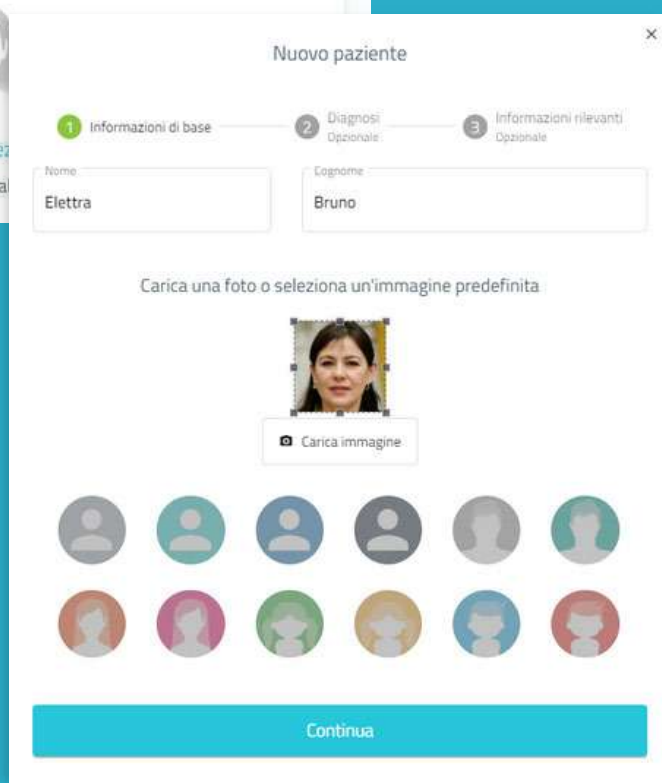 Nuovo paziente
1 Informazioni di base
2 Diagnosi
Opzionale
3 Informazioni rilevanti
Opzionale
Nome
Elettra
Cognome
Bruno
Carica una foto o seleziona un'immagine predefinita
Carica immagine
Continua